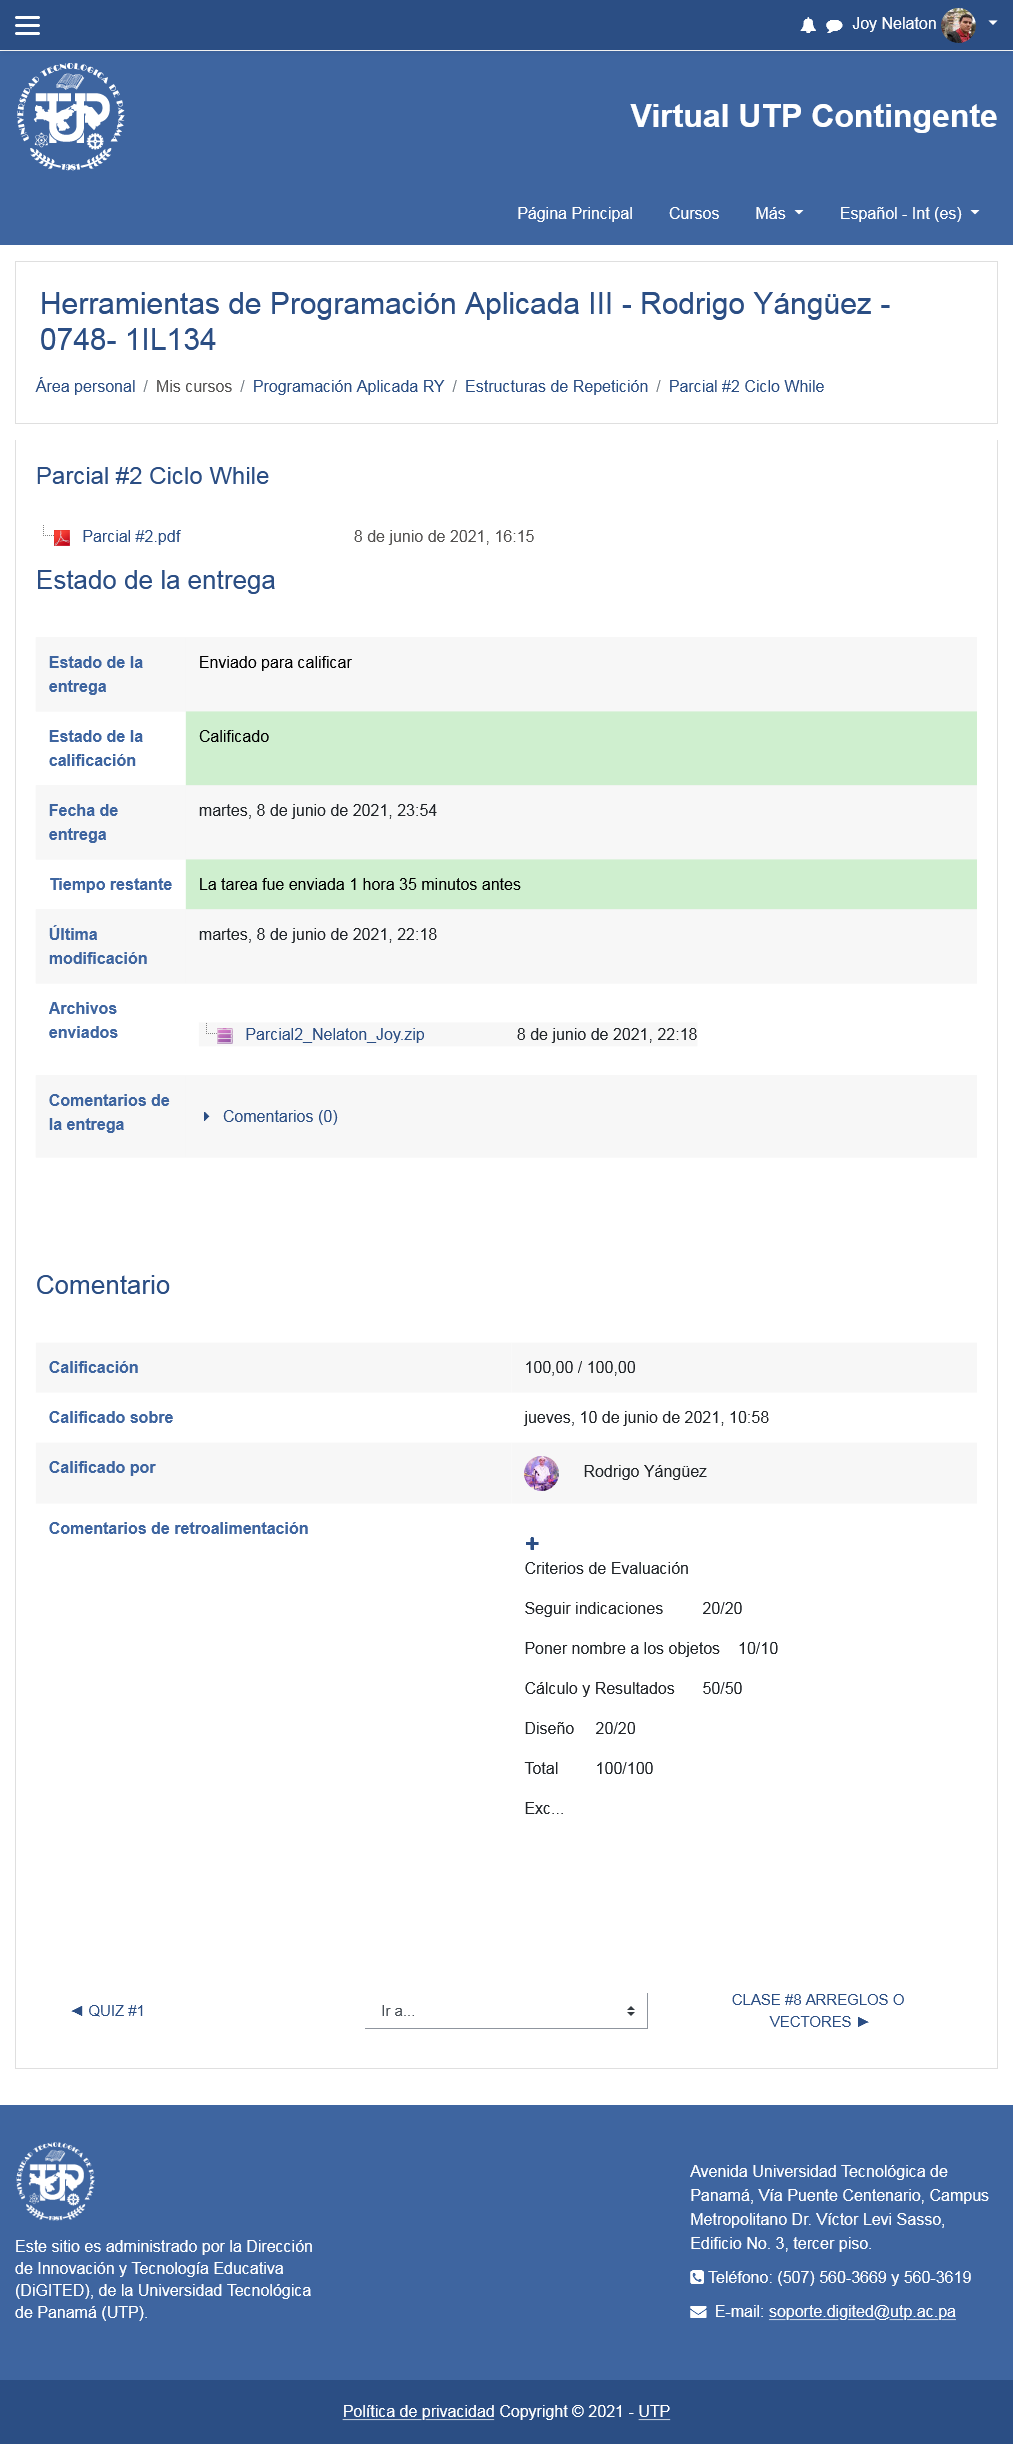 Joy Nelaton
UNIVERSIDAD TECNOLÓGICA DE PANAMÁ
UTP
1981
Virtual UTP Contingente
Página Principal Cursos Más Español - Int (es)
Herramientas de Programación Aplicada III - Rodrigo Yángüez -
0748- 1IL134
Área personal / Mis cursos / Programación Aplicada RY / Estructuras de Repetición / Parcial #2 Ciclo While
Parcial #2 Ciclo While
Parcial #2.pdf 8 de junio de 2021, 16:15
Estado de la entrega
Estado de la Enviado para calificar
entrega
Estado de la Calificado
calificación
Fecha de martes, 8 de junio de 2021, 23:54
entrega
Tiempo restante La tarea fue enviada 1 hora 35 minutos antes
Última martes, 8 de junio de 2021, 22:18
modificación
Archivos
enviados Parcial2_Nelaton_Joy.zip 8 de junio de 2021, 22:18
Comentarios de
la entrega Comentarios (0)
Comentario
Calificación 100,00 / 100,00
Calificado sobre jueves, 10 de junio de 2021, 10:58
Calificado por Rodrigo Yángüez
Comentarios de retroalimentación
Criterios de Evaluación
Seguir indicaciones 20/20
Poner nombre a los objetos 10/10
Cálculo y Resultados 50/50
Diseño 20/20
Total 100/100
Exc...
◄ QUIZ #1 Ir a... CLASE #8 ARREGLOS O
VECTORES ►
UNIVERSIDAD TECNOLÓGICA DE PANAMÁ
UTP
1981
Este sitio es administrado por la Dirección
de Innovación y Tecnología Educativa
(DiGITED), de la Universidad Tecnológica
de Panamá (UTP).
Avenida Universidad Tecnológica de
Panamá, Vía Puente Centenario, Campus
Metropolitano Dr. Víctor Levi Sasso,
Edificio No. 3, tercer piso.
Teléfono: (507) 560-3669 y 560-3619
E-mail: soporte.digited@utp.ac.pa
Política de privacidad Copyright © 2021 - UTP